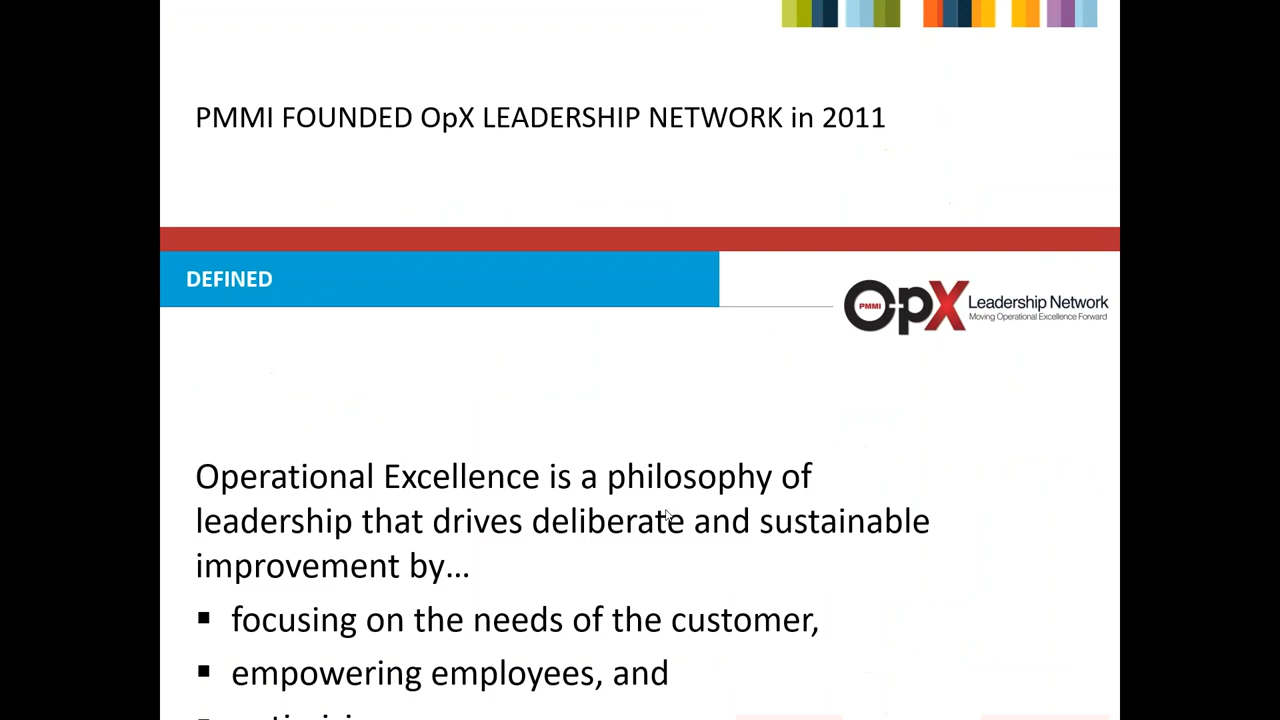 PMMI FOUNDED OpX LEADERSHIP NETWORK in 2011
DEFINED
PMMI OpX Leadership Network
Moving Operational Excellence Forward
Operational Excellence is a philosophy of
leadership that drives deliberate and sustainable
improvement by…
▪ focusing on the needs of the customer,
▪ empowering employees, and